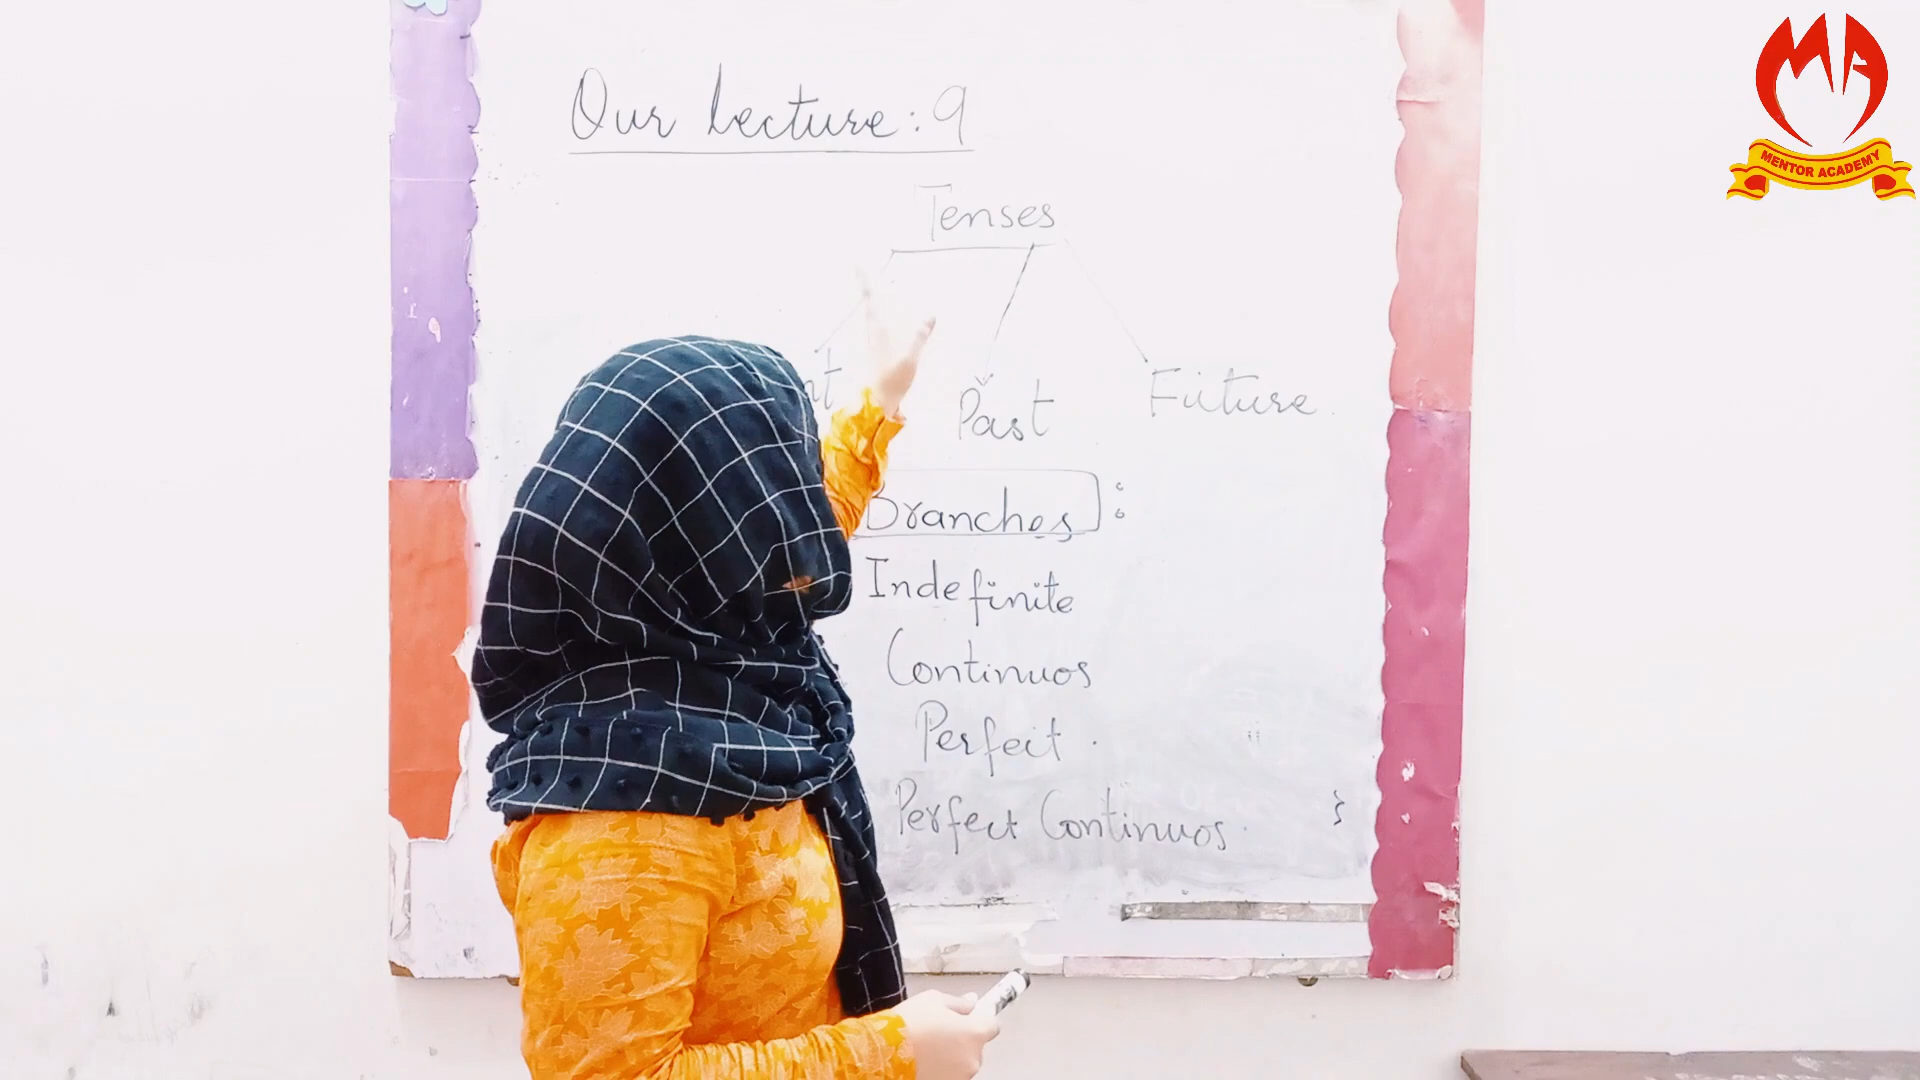 Our Lecture: 9
Tenses
Past
Future
Branches :
Indefinite
Continuos
Perfect
Perfect Continuos
MENTOR ACADEMY